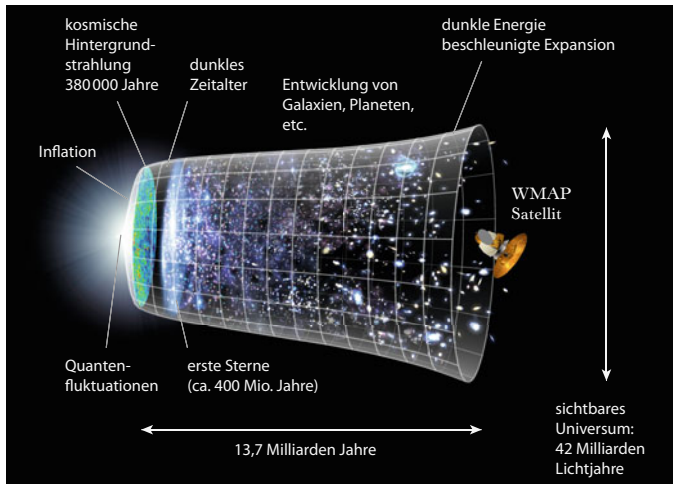 kosmische
Hintergrund-
strahlung
380 000 Jahre
dunkles
Zeitalter
Entwicklung von
Galaxien, Planeten,
etc.
dunkle Energie
beschleunigte Expansion
Inflation
WMAP
Satellit
Quanten-
fluktuationen
erste Sterne
(ca. 400 Mio. Jahre)
13,7 Milliarden Jahre
sichtbares
Universum:
42 Milliarden
Lichtjahre